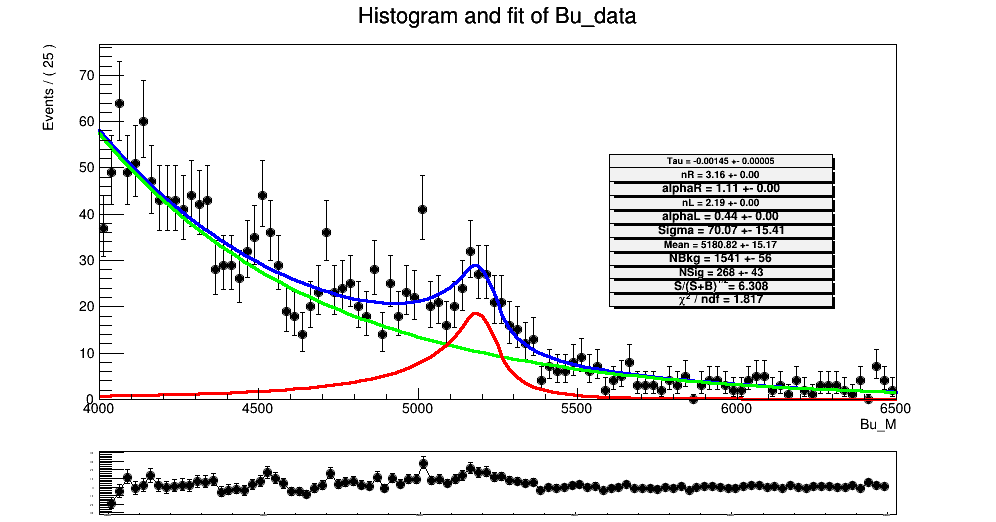 Histogram and fit of Bu_data
Events / ( 25 )
70
60
50
40
30
20
10
0
4000 4500 5000 5500 6000 6500
Bu_M
Tau = -0.00145 +- 0.00005
nR = 3.16 +- 0.00
alphaR = 1.11 +- 0.00
nL = 2.19 +- 0.00
alphaL = 0.44 +- 0.00
Sigma = 70.07 +- 15.41
Mean = 5180.82 +- 15.17
NBkg = 1541 +- 56
NSig = 268 +- 43
S/(S+B)^1/2 = 6.308
χ² / ndf = 1.817